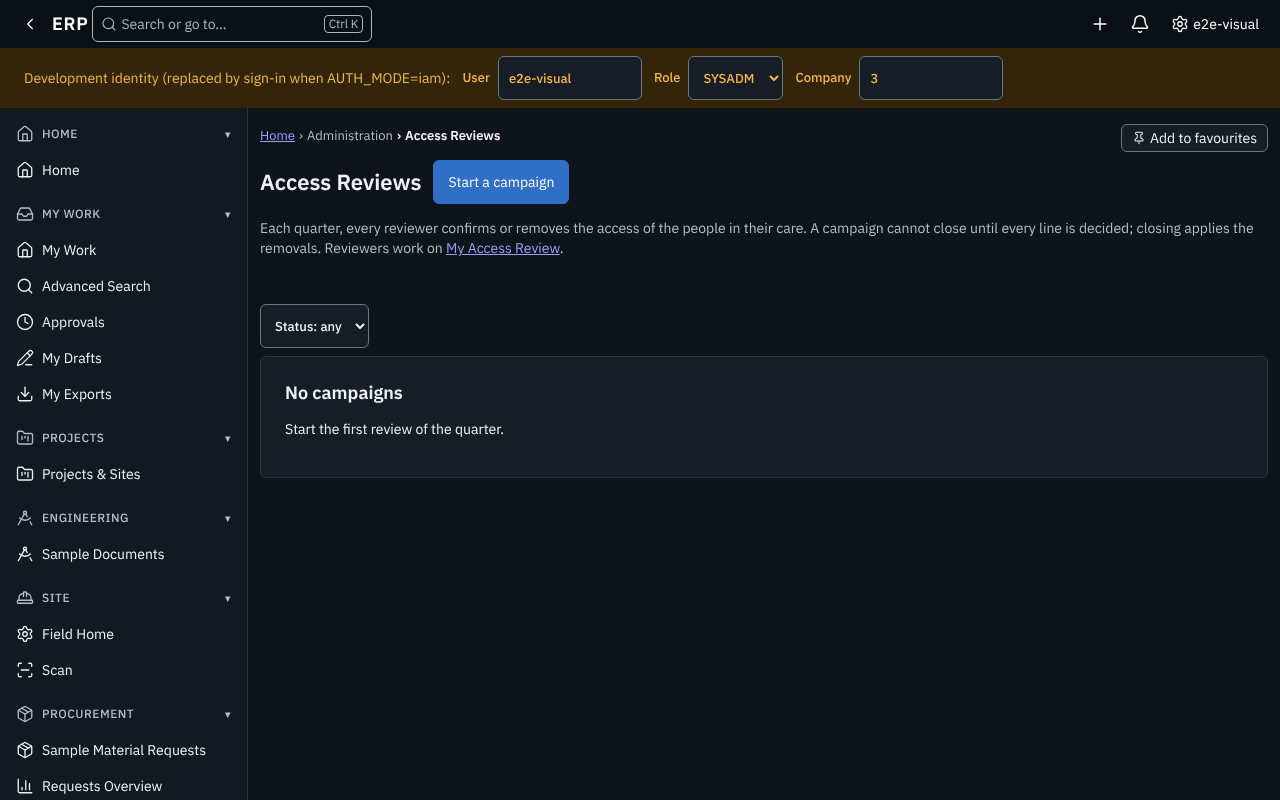 ERP
Search or go to...
Ctrl K
e2e-visual
Development identity (replaced by sign-in when AUTH_MODE=iam):
User
e2e-visual
Role
SYSADM
Company
3
HOME
Home
MY WORK
My Work
Advanced Search
Approvals
My Drafts
My Exports
PROJECTS
Projects & Sites
ENGINEERING
Sample Documents
SITE
Field Home
Scan
PROCUREMENT
Sample Material Requests
Requests Overview
Home › Administration › Access Reviews
Add to favourites
Access Reviews
Start a campaign
Each quarter, every reviewer confirms or removes the access of the people in their care. A campaign cannot close until every line is decided; closing applies the
removals. Reviewers work on My Access Review.
Status: any
No campaigns
Start the first review of the quarter.